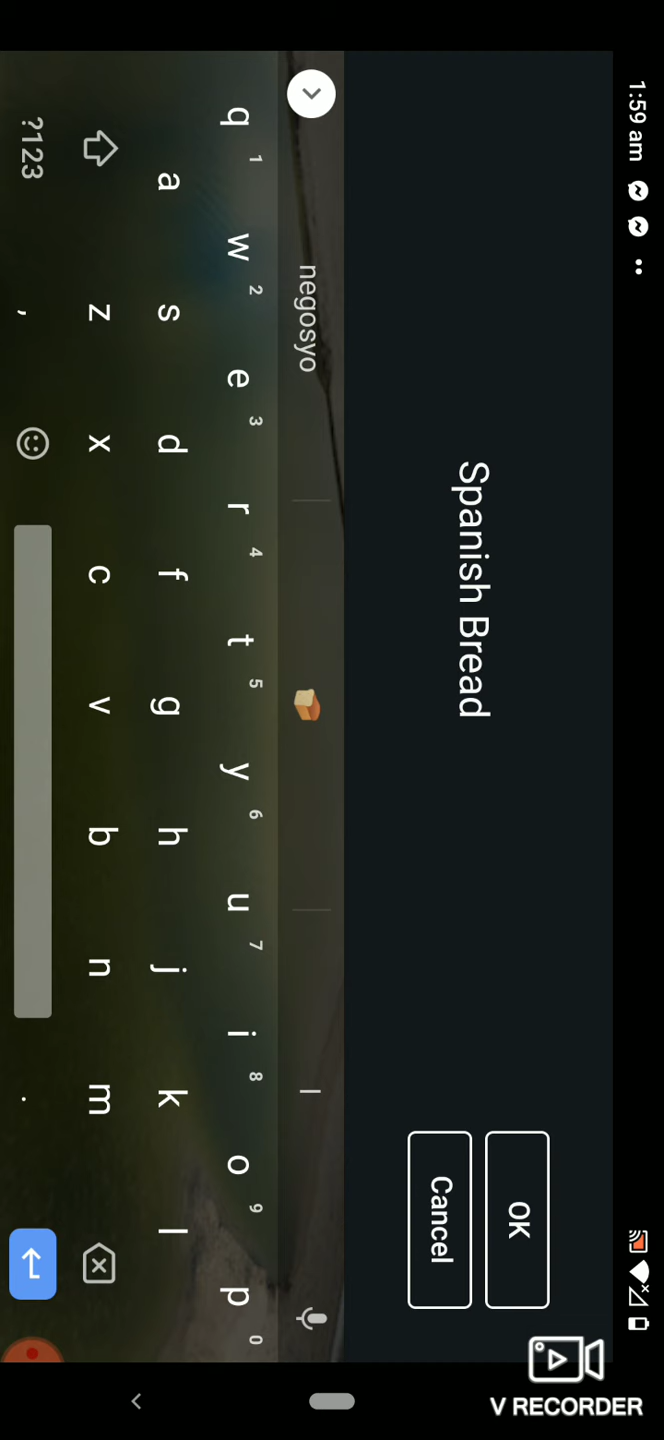 1:59 am
Spanish Bread
OK
Cancel
negosyo
I
q 1 w 2 e 3 r 4 t 5 y 6 u 7 i 8 o 9 p 0
a s d f g h j k l
z x c v b n m
?123 , .
V RECORDER